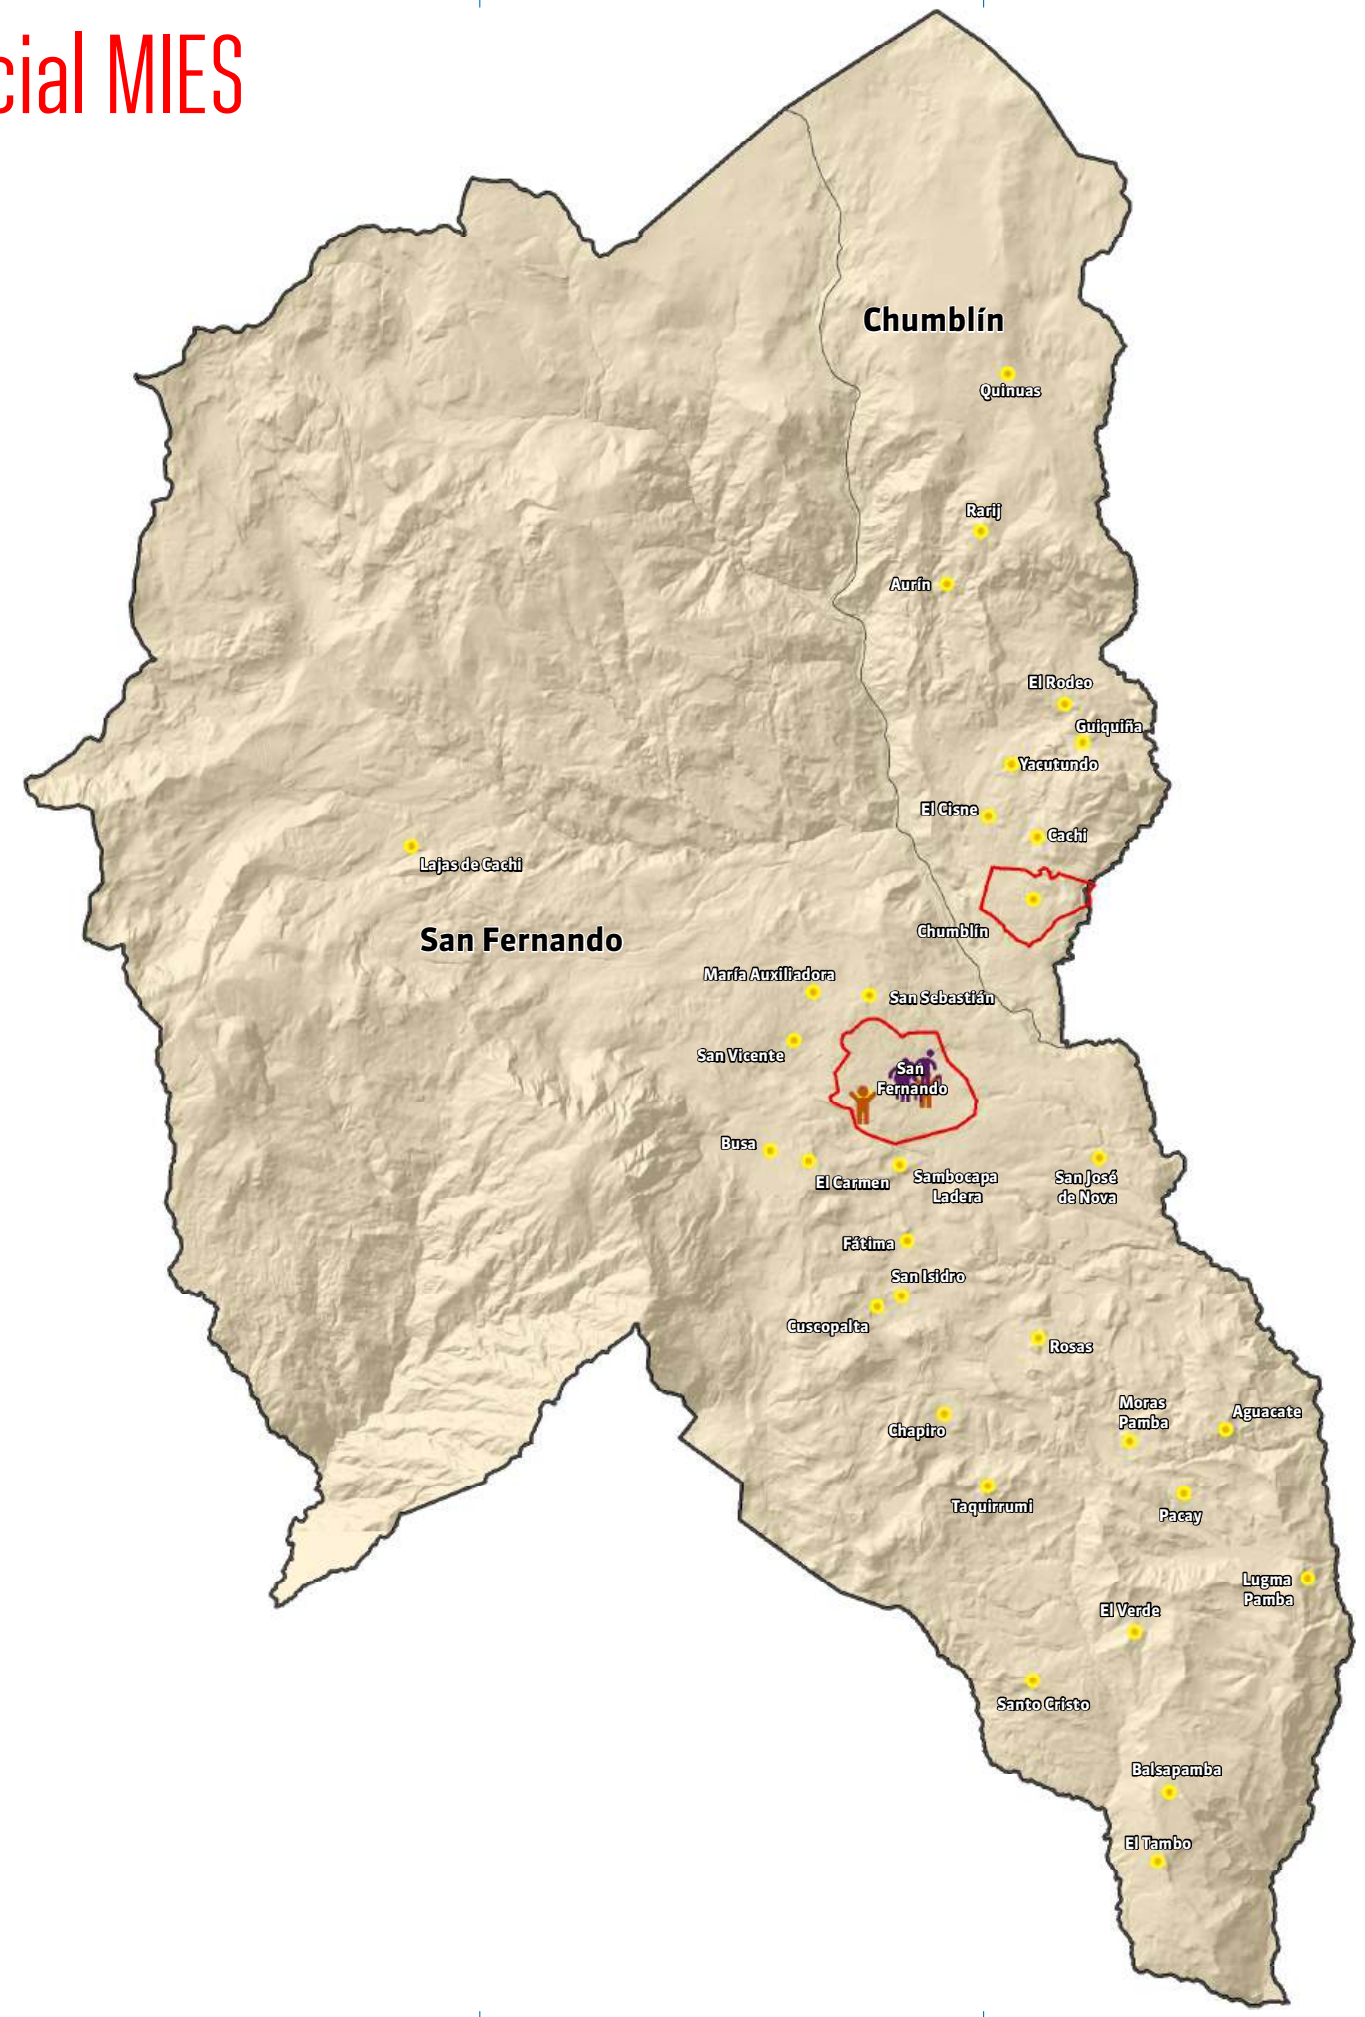 cial MIES
Chumblín
Quinuas
Rarij
Aurín
El Rodeo
Guiquiña
Yacutundo
El Cisne
Cachi
Lajas de Cachi
Chumblín
San Fernando
María Auxiliadora
San Sebastián
San Vicente
San
Fernando
Busa
El Carmen
Sambocapa
Ladera
San José
de Nova
Fátima
San Isidro
Cuscopalta
Rosas
Moras
Pamba
Aguacate
Chapiro
Taquirrumi
Pacay
Lugma
Pamba
El Verde
Santo Cristo
Balsapamba
El Tambo